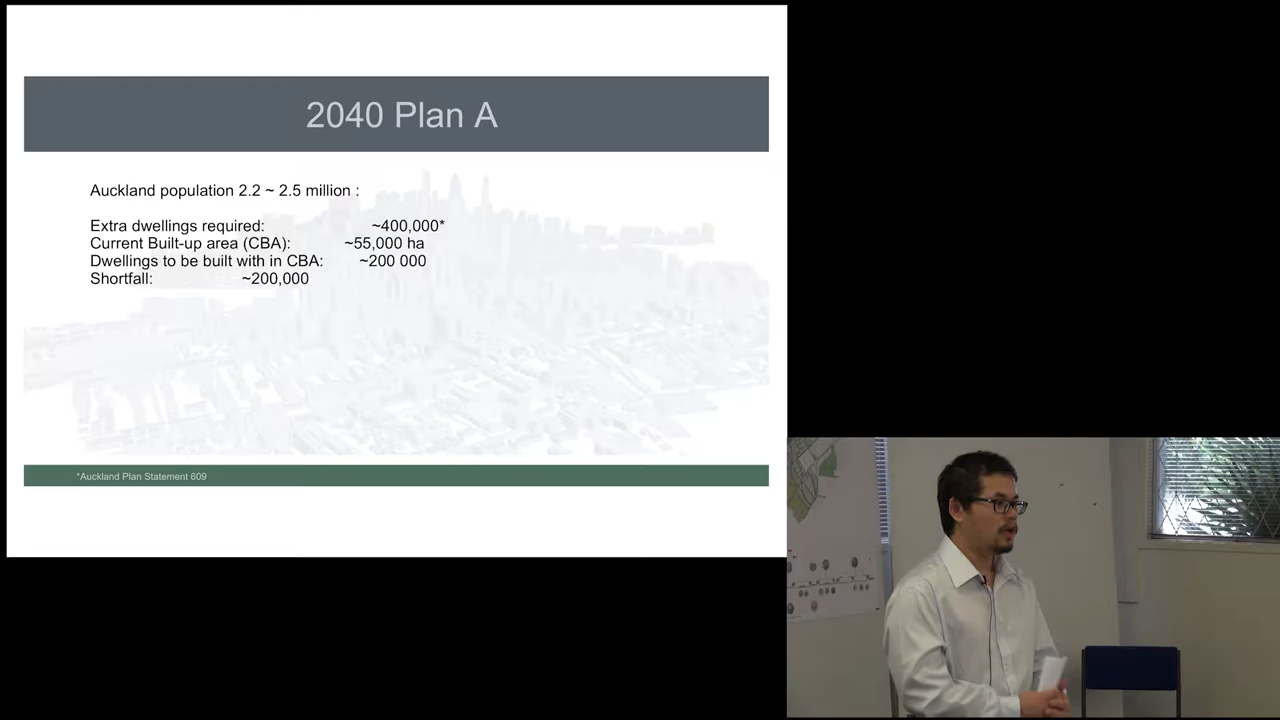 2040 Plan A
Auckland population 2.2 ~ 2.5 million :
Extra dwellings required: ~400,000*
Current Built-up area (CBA): ~55,000 ha
Dwellings to be built with in CBA: ~200 000
Shortfall: ~200,000
*Auckland Plan Statement 609